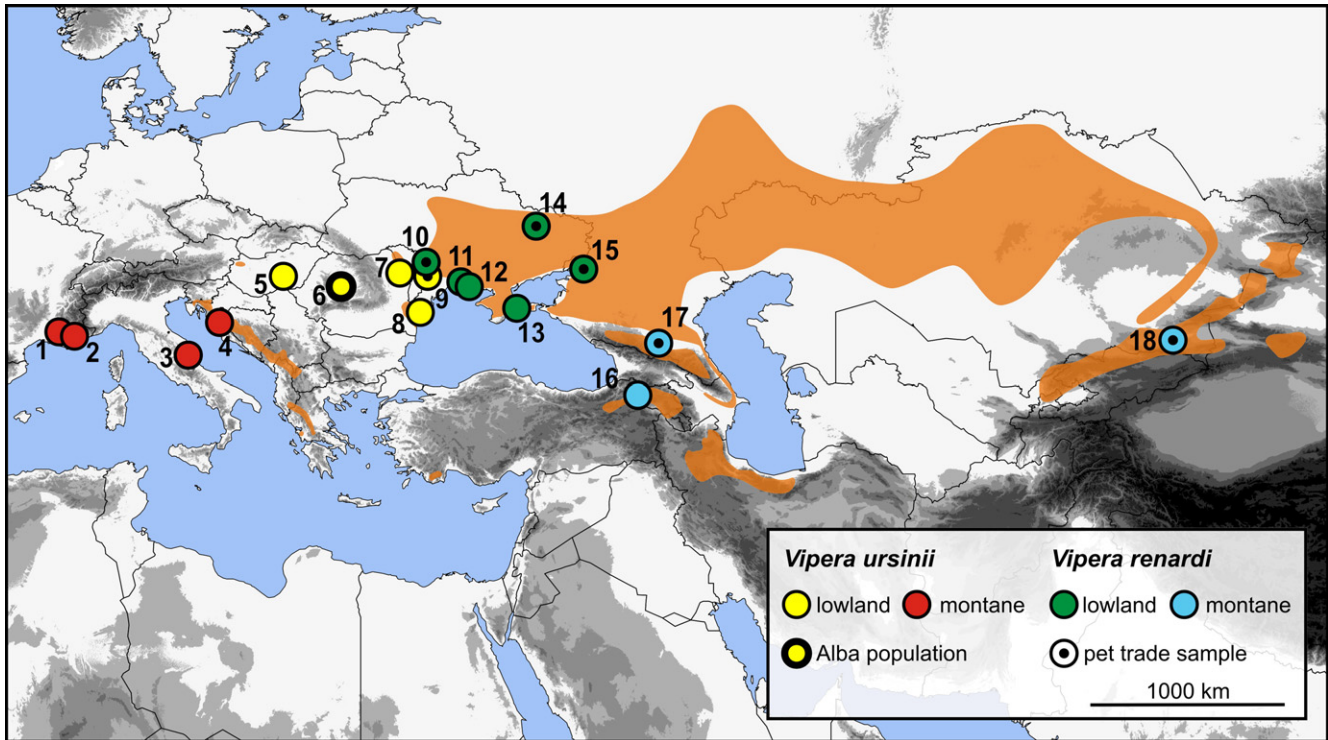 14
10
15
11
5
7
12
6
9
8
13
17
4
1
2
3
18
16
Vipera ursinii
Vipera renardi
lowland
montane
lowland
montane
Alba population
pet trade sample
1000 km